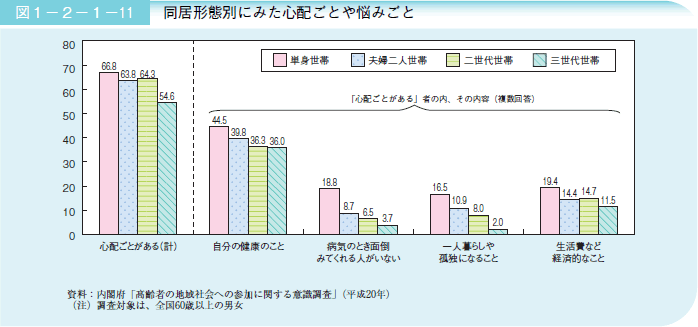 図1－2－1－11 同居形態別にみた心配ごとや悩みごと
80
70
60
50
40
30
20
10
0
単身世帯 夫婦二人世帯 二世代世帯 三世代世帯
「心配ごとがある」者の内、その内容（複数回答）
66.8 63.8 64.3 54.6
44.5 39.8 36.3 36.0
18.8 8.7 6.5 3.7
16.5 10.9 8.0 2.0
19.4 14.4 14.7 11.5
心配ごとがある（計）
自分の健康のこと
病気のとき面倒
みてくれる人がいない
一人暮らしや
孤独になること
生活費など
経済的なこと
資料：内閣府「高齢者の地域社会への参加に関する意識調査」（平成20年）
（注）調査対象は、全国60歳以上の男女